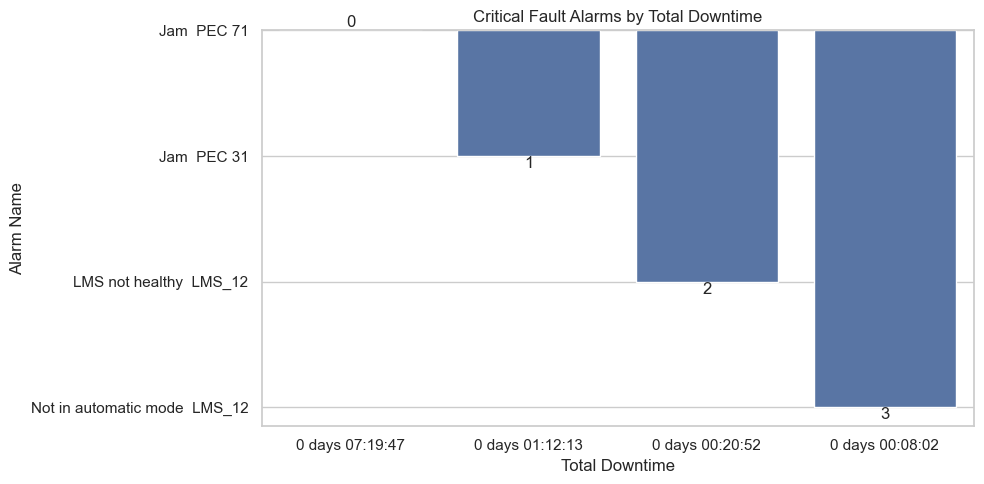 Critical Fault Alarms by Total Downtime
0
Jam  PEC 71
Jam  PEC 31
1
Alarm Name
LMS not healthy  LMS_12
2
Not in automatic mode  LMS_12
3
0 days 07:19:47
0 days 01:12:13
0 days 00:20:52
0 days 00:08:02
Total Downtime